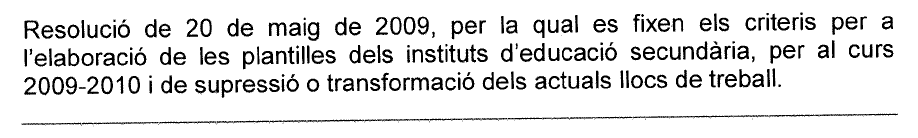 Resolució de 20 de maig de 2009, per la qual es fixen els criteris per a
l'elaboració de les plantilles dels instituts d'educació secundària, per al curs
2009-2010 i de supressió o transformació dels actuals llocs de treball.